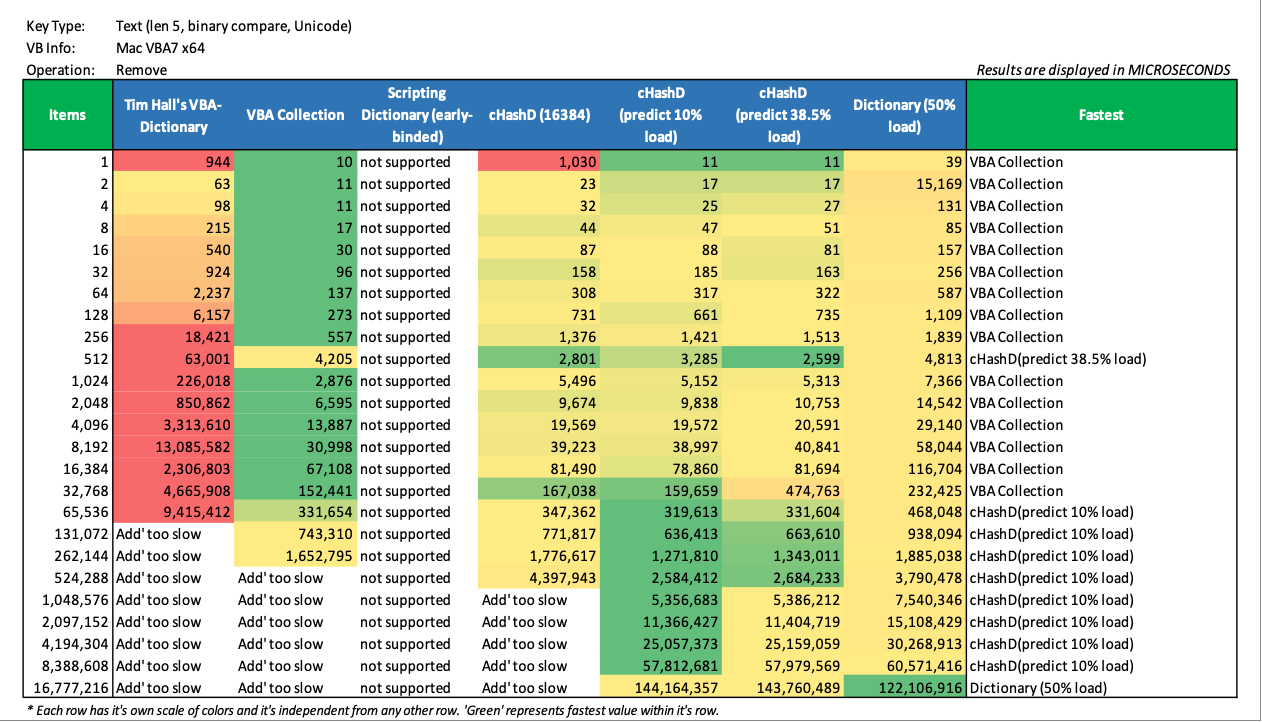 Key Type: Text (len 5, binary compare, Unicode)
VB Info: Mac VBA7 x64
Operation: Remove
Results are displayed in MICROSECONDS
Items Tim Hall's VBA-Dictionary VBA Collection Scripting Dictionary (early-binded) cHashD (16384) cHashD (predict 10% load) cHashD (predict 38.5% load) Dictionary (50% load) Fastest
1 944 10 not supported 1,030 11 11 39 VBA Collection
2 63 11 not supported 23 17 17 15,169 VBA Collection
4 98 11 not supported 32 25 27 131 VBA Collection
8 215 17 not supported 44 47 51 85 VBA Collection
16 540 30 not supported 87 88 81 157 VBA Collection
32 924 96 not supported 158 185 163 256 VBA Collection
64 2,237 137 not supported 308 317 322 587 VBA Collection
128 6,157 273 not supported 731 661 735 1,109 VBA Collection
256 18,421 557 not supported 1,376 1,421 1,513 1,839 VBA Collection
512 63,001 4,205 not supported 2,801 3,285 2,599 4,813 cHashD(predict 38.5% load)
1,024 226,018 2,876 not supported 5,496 5,152 5,313 7,366 VBA Collection
2,048 850,862 6,595 not supported 9,674 9,838 10,753 14,542 VBA Collection
4,096 3,313,610 13,887 not supported 19,569 19,572 20,591 29,140 VBA Collection
8,192 13,085,582 30,998 not supported 39,223 38,997 40,841 58,044 VBA Collection
16,384 2,306,803 67,108 not supported 81,490 78,860 81,694 116,704 VBA Collection
32,768 4,665,908 152,441 not supported 167,038 159,659 474,763 232,425 VBA Collection
65,536 9,415,412 331,654 not supported 347,362 319,613 331,604 468,048 cHashD(predict 10% load)
131,072 Add' too slow 743,310 not supported 771,817 636,413 663,610 938,094 cHashD(predict 10% load)
262,144 Add' too slow 1,652,795 not supported 1,776,617 1,271,810 1,343,011 1,885,038 cHashD(predict 10% load)
524,288 Add' too slow Add' too slow not supported 4,397,943 2,584,412 2,684,233 3,790,478 cHashD(predict 10% load)
1,048,576 Add' too slow Add' too slow not supported Add' too slow 5,356,683 5,386,212 7,540,346 cHashD(predict 10% load)
2,097,152 Add' too slow Add' too slow not supported Add' too slow 11,366,427 11,404,719 15,108,429 cHashD(predict 10% load)
4,194,304 Add' too slow Add' too slow not supported Add' too slow 25,057,373 25,159,059 30,268,913 cHashD(predict 10% load)
8,388,608 Add' too slow Add' too slow not supported Add' too slow 57,812,681 57,979,569 60,571,416 cHashD(predict 10% load)
16,777,216 Add' too slow Add' too slow not supported Add' too slow 144,164,357 143,760,489 122,106,916 Dictionary (50% load)
* Each row has it's own scale of colors and it's independent from any other row. 'Green' represents fastest value within it's row.